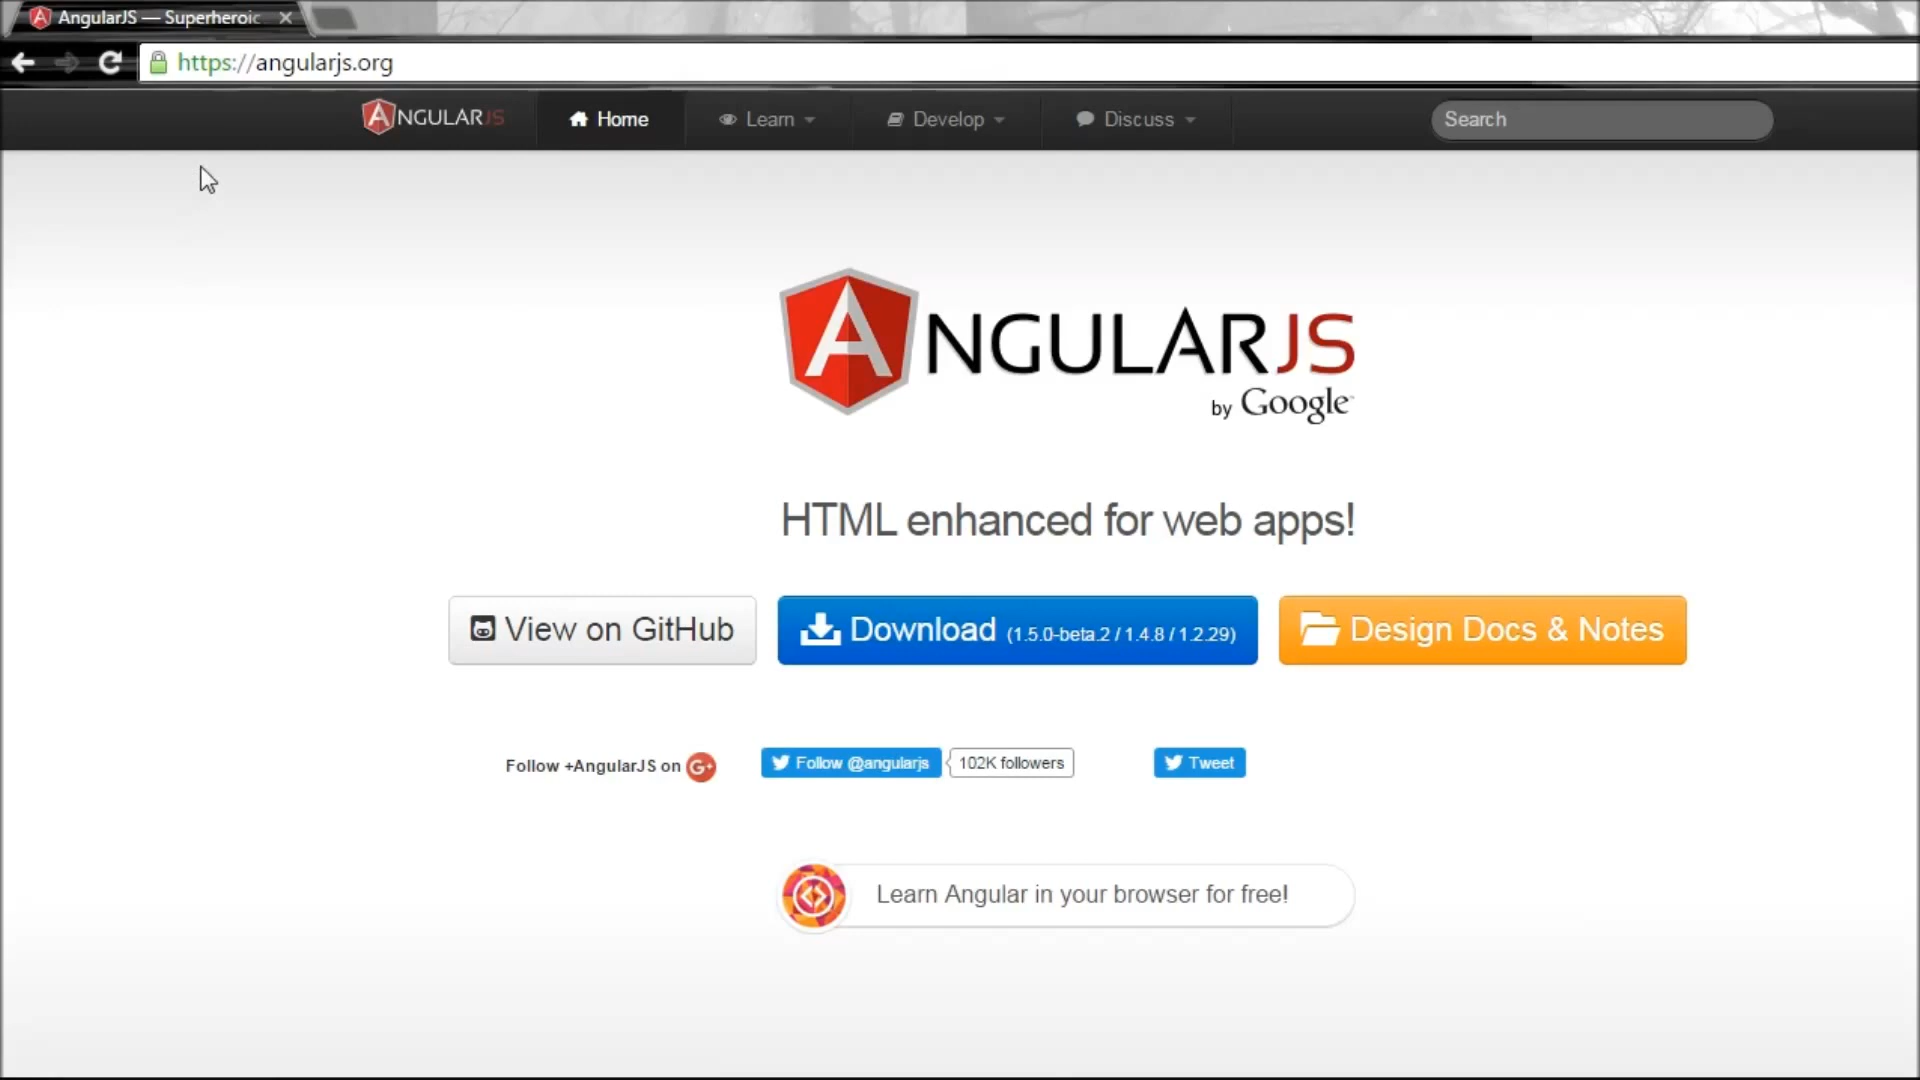 AngularJS — Superheroic
https://angularjs.org
ANGULARJS
Home
Learn
Develop
Discuss
Search
ANGULARJS
by Google
HTML enhanced for web apps!
View on GitHub
Download (1.5.0-beta.2 / 1.4.8 / 1.2.29)
Design Docs & Notes
Follow +AngularJS on G+
Follow @angularjs
102K followers
Tweet
Learn Angular in your browser for free!